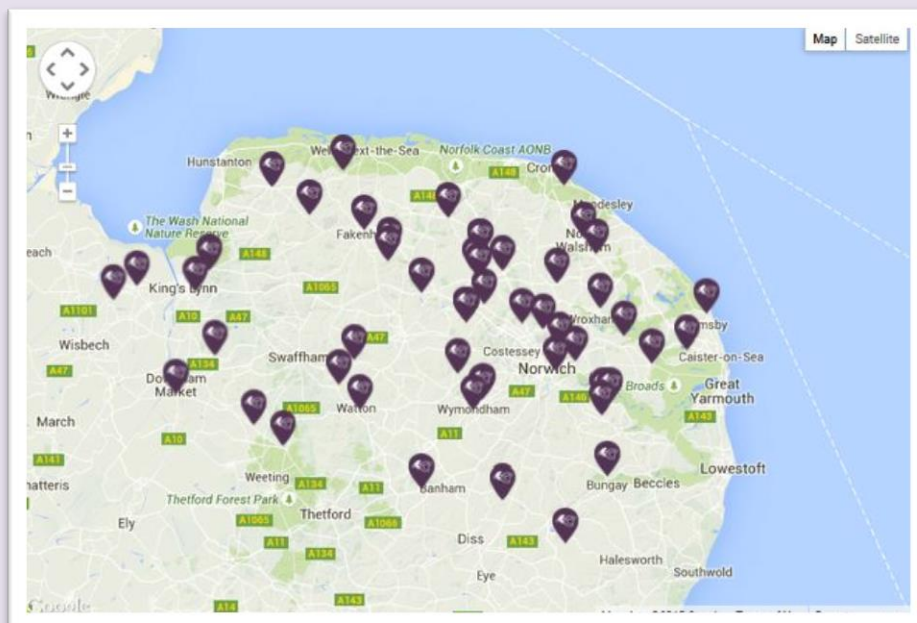 Map Satellite
Hunstanton
Norfolk Coast AONB
A148
The Wash National
Nature Reserve
Walsham
A148
King's Lynn
A1065
A1101
A10
A47
Wisbech
A47
A134
Swaffham
A47
Costessey
Norwich
Caister-on-Sea
Market
A1065
Watton
Wymondham
A47
A146
Broads
Great
Yarmouth
A143
March
A10
A11
A141
Weeting
A134
A11
Banham
Bungay
Beccles
Lowestoft
Thetford Forest Park
Thetford
A1065
A1066
Ely
A11
A134
Diss
A143
Eye
Halesworth
Southwold
A14
A143
Google